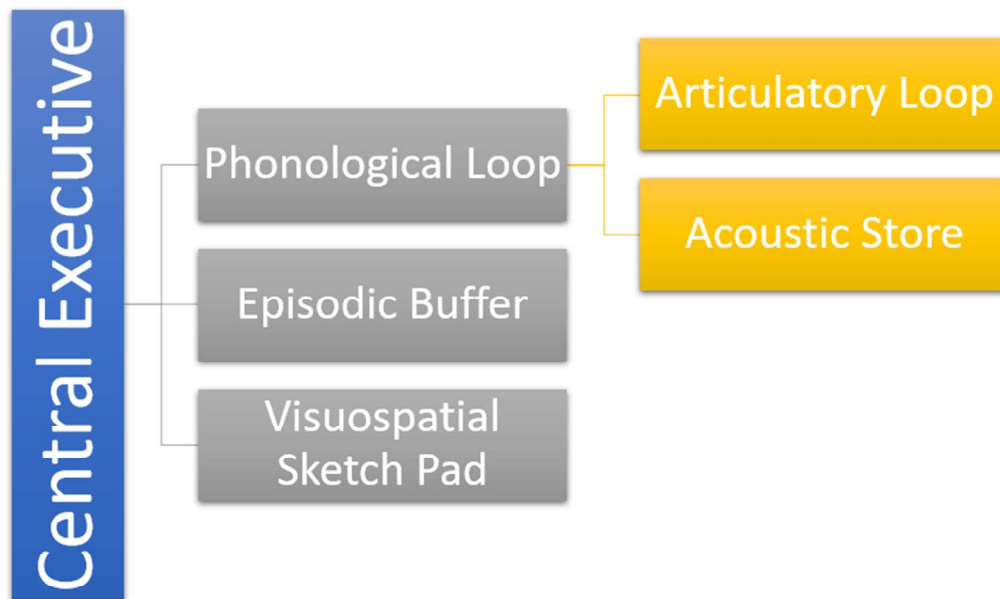 Central Executive
Phonological Loop
Episodic Buffer
Visuospatial
Sketch Pad
Articulatory Loop
Acoustic Store